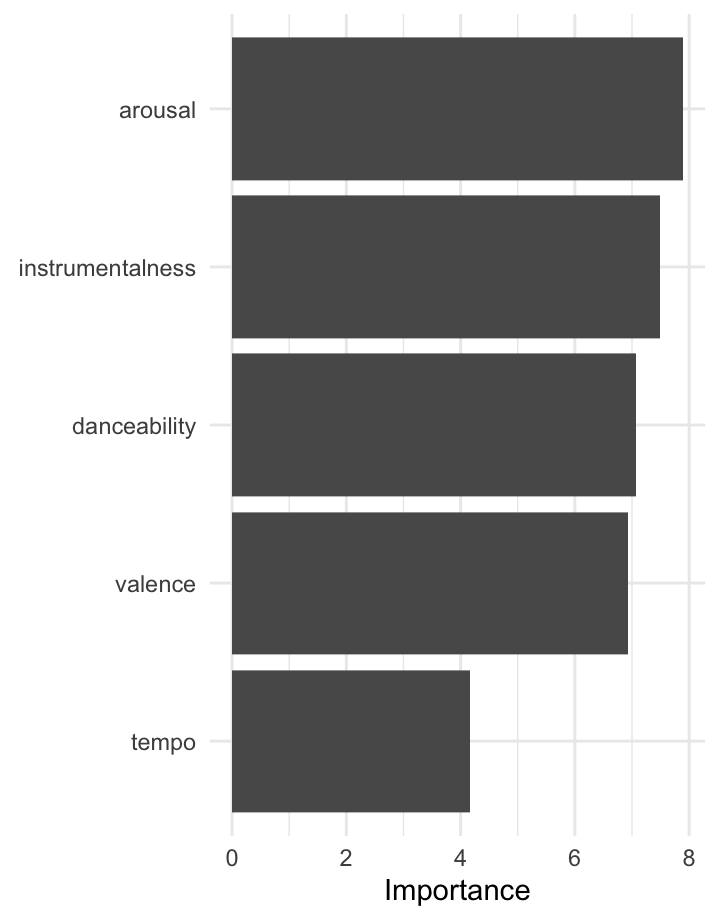 arousal
instrumentalness
danceability
valence
tempo
0 2 4 6 8
Importance